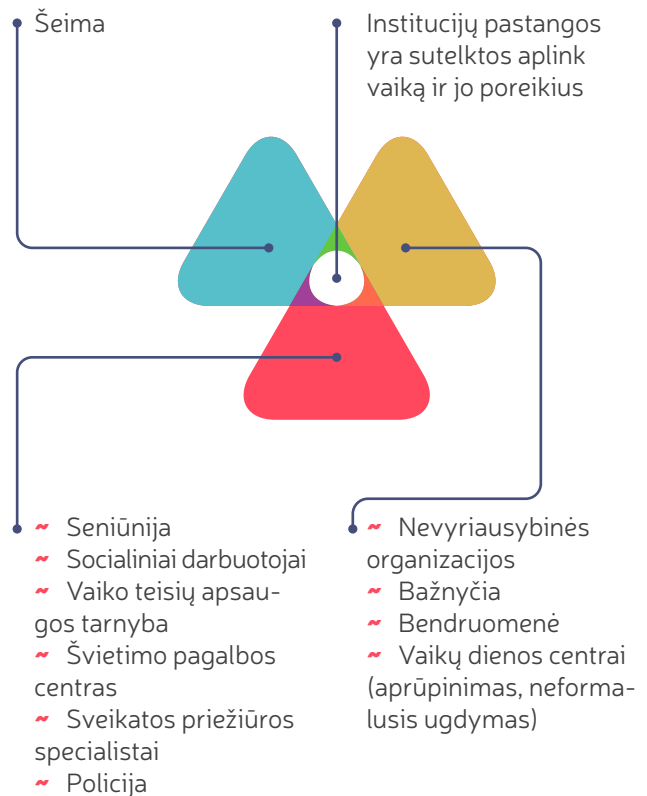 Šeima
Institucijų pastangos
yra sutelktos aplink
vaiką ir jo poreikius
~ Seniūnija
~ Socialiniai darbuotojai
~ Vaiko teisių apsau-
gos tarnyba
~ Švietimo pagalbos
centras
~ Sveikatos priežiūros
specialistai
~ Policija
~ Nevyriausybinės
organizacijos
~ Bažnyčia
~ Bendruomenė
~ Vaikų dienos centrai
(aprūpinimas, neforma-
lusis ugdymas)